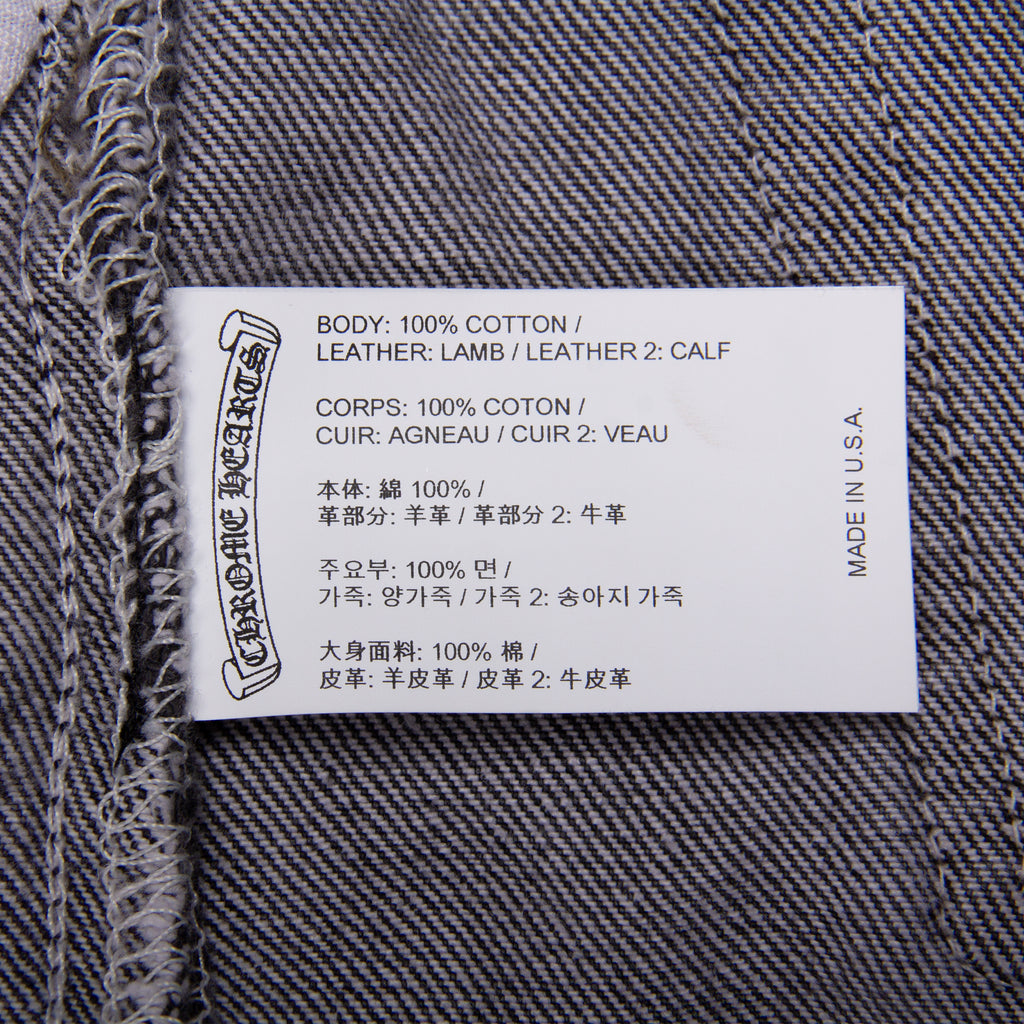 CHROME HEARTS
BODY: 100% COTTON /
LEATHER: LAMB / LEATHER 2: CALF
CORPS: 100% COTON /
CUIR: AGNEAU / CUIR 2: VEAU
本体: 綿 100% /
革部分: 羊革 / 革部分 2: 牛革
주요부: 100% 면 /
가죽: 양가죽 / 가죽 2: 송아지 가죽
大身面料: 100% 棉 /
皮革: 羊皮革 / 皮革 2: 牛皮革
MADE IN U.S.A.